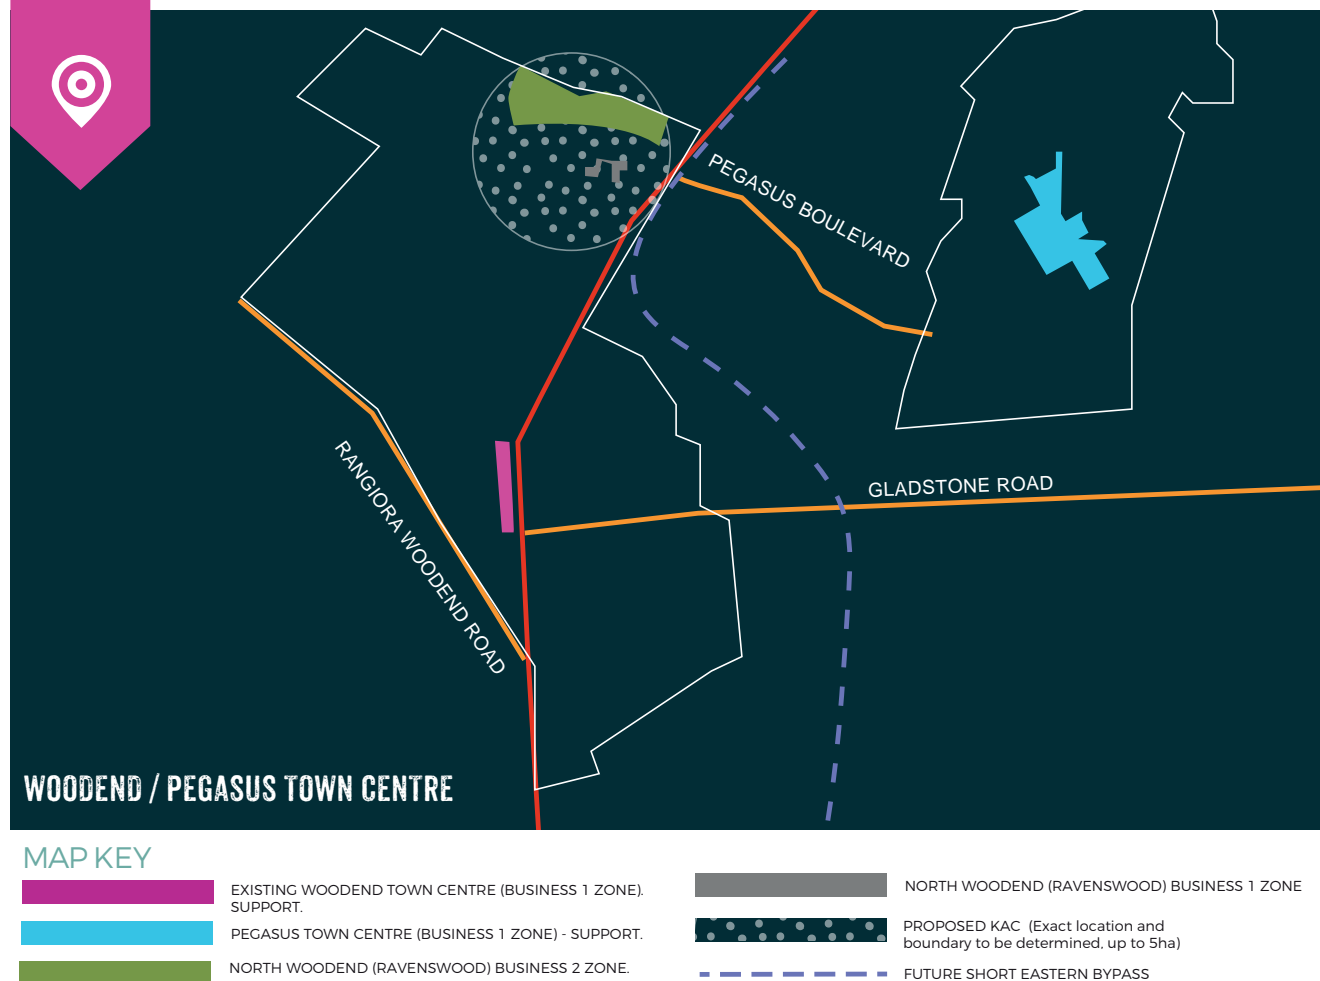 PEGASUS BOULEVARD
GLADSTONE ROAD
RANGIORA WOODEND ROAD
WOODEND / PEGASUS TOWN CENTRE
MAP KEY
EXISTING WOODEND TOWN CENTRE (BUSINESS 1 ZONE).
SUPPORT.
PEGASUS TOWN CENTRE (BUSINESS 1 ZONE) - SUPPORT.
NORTH WOODEND (RAVENSWOOD) BUSINESS 2 ZONE.
NORTH WOODEND (RAVENSWOOD) BUSINESS 1 ZONE
PROPOSED KAC (Exact location and
boundary to be determined, up to 5ha)
FUTURE SHORT EASTERN BYPASS